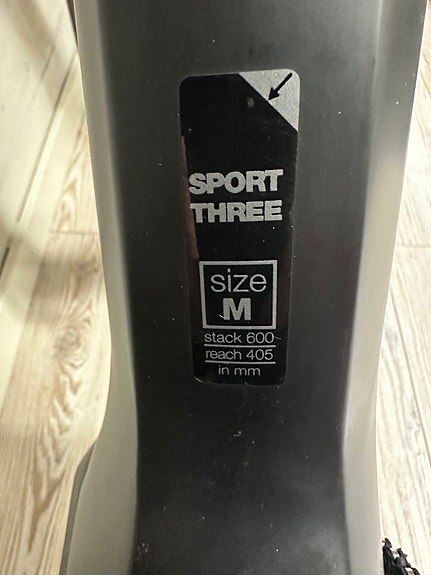 SPORT
THREE
size
M
stack 600
reach 405
in mm